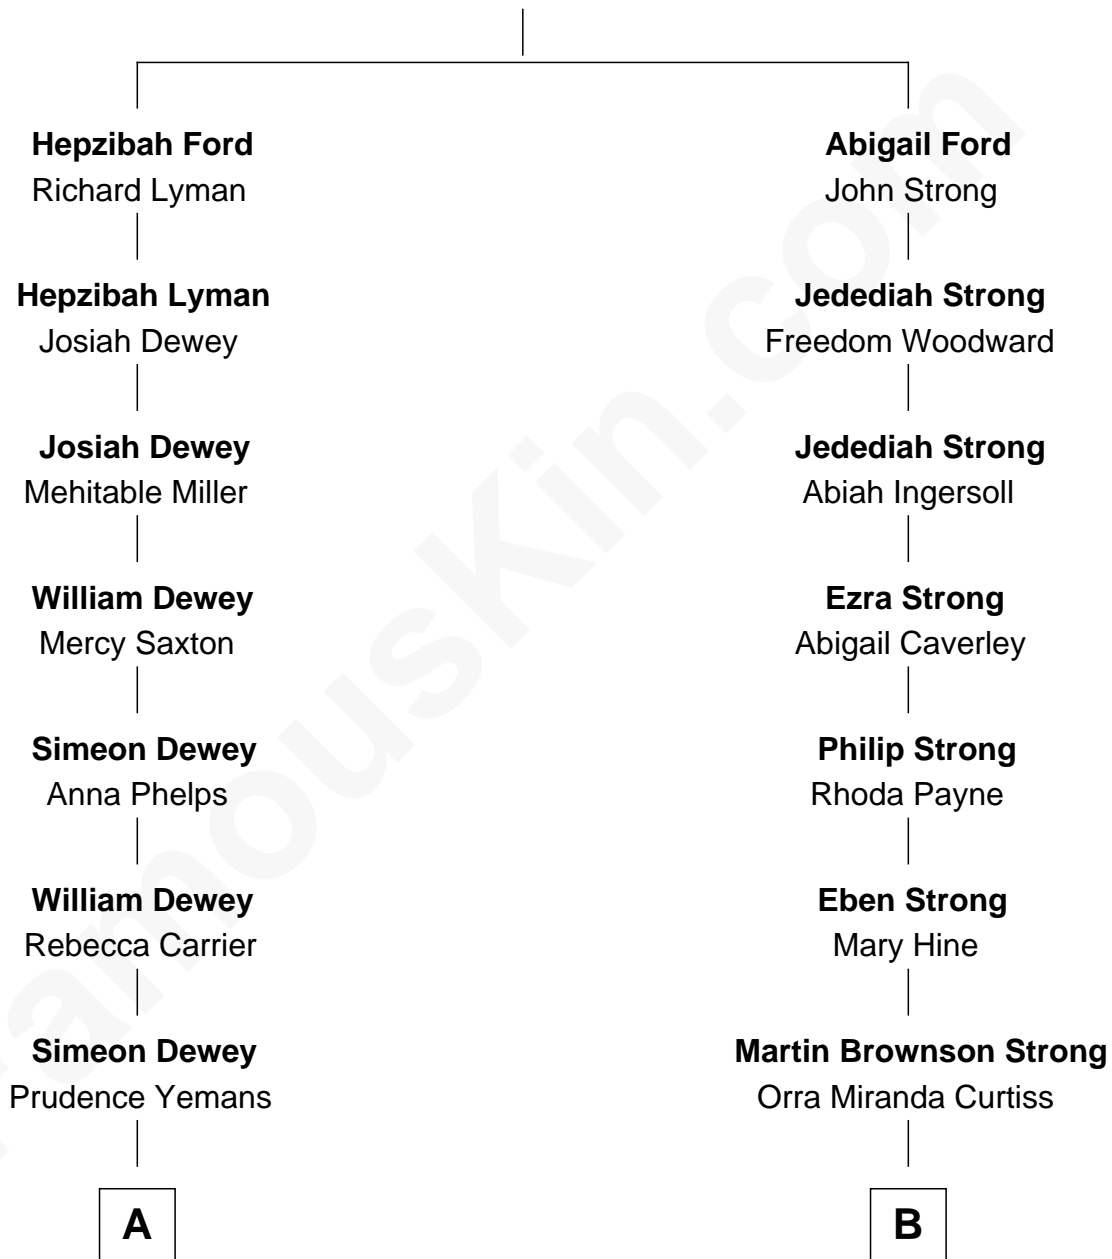 Hepzibah Ford
Richard Lyman
Abigail Ford
John Strong
Hepzibah Lyman
Josiah Dewey
Jedediah Strong
Freedom Woodward
Josiah Dewey
Mehitable Miller
Jedediah Strong
Abiah Ingersoll
William Dewey
Mercy Saxton
Ezra Strong
Abigail Caverley
Simeon Dewey
Anna Phelps
Philip Strong
Rhoda Payne
William Dewey
Rebecca Carrier
Eben Strong
Mary Hine
Simeon Dewey
Prudence Yemans
Martin Brownson Strong
Orra Miranda Curtiss
A
B
FamousKin.com